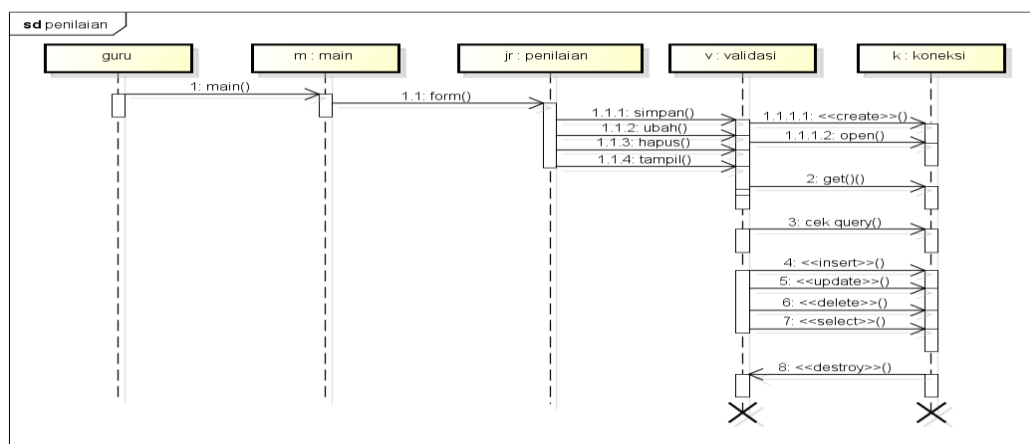 sd penilaian
guru
m : main
jr : penilaian
v : validasi
k : koneksi
1: main()
1.1: form()
1.1.1: simpan()
1.1.2: ubah()
1.1.3: hapus()
1.1.4: tampil()
1.1.1.1: <<create>>()
1.1.1.2: open()
2: get()()
3: cek query()
4: <<insert>>()
5: <<update>>()
6: <<delete>>()
7: <<select>>()
8: <<destroy>>()